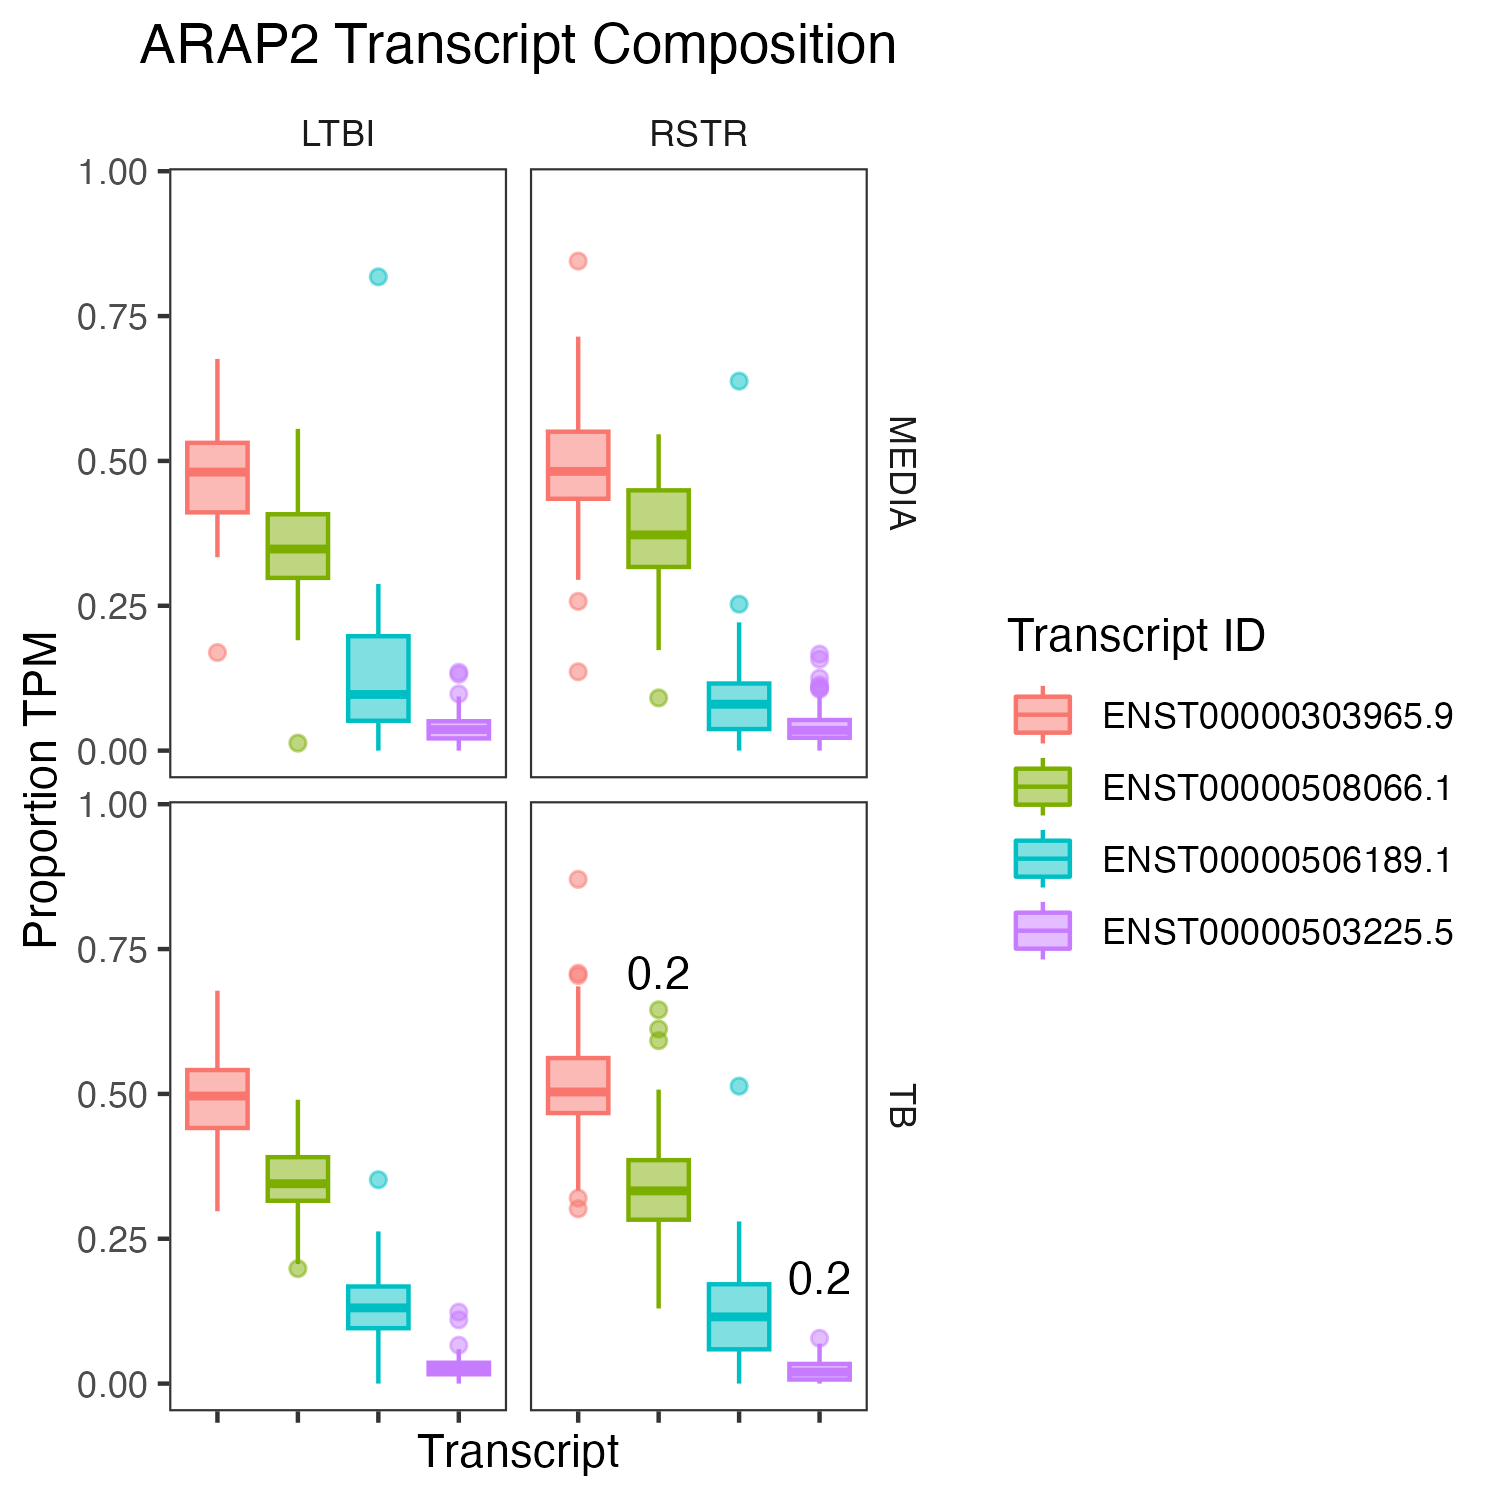 ARAP2 Transcript Composition
LTBI
RSTR
1.00
0.75
0.50
0.25
0.00
MEDIA
1.00
0.75
0.50
0.25
0.00
0.2
0.2
TB
Proportion TPM
Transcript
Transcript ID
ENST00000303965.9
ENST00000508066.1
ENST00000506189.1
ENST00000503225.5